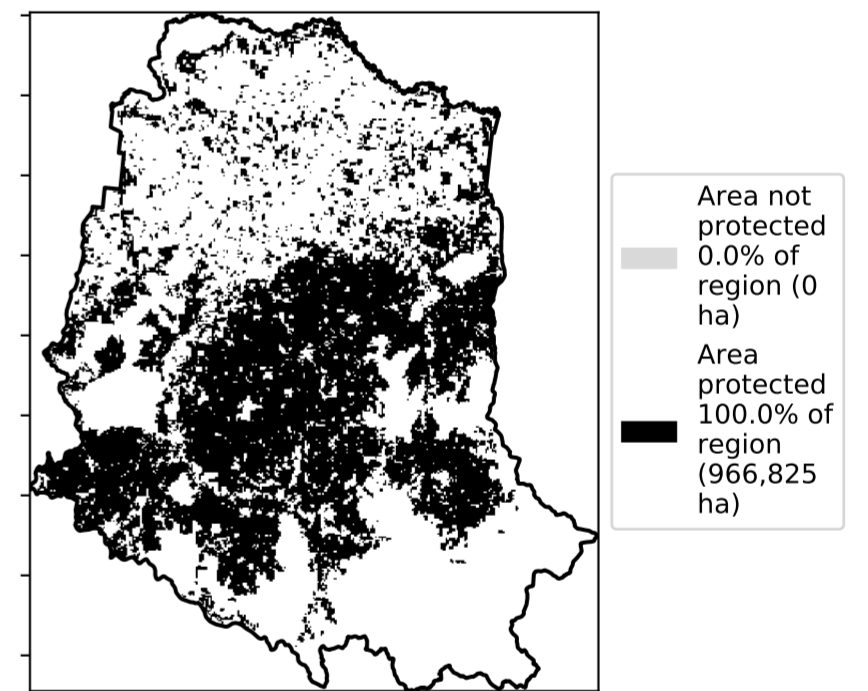 Area not
protected
0.0% of
region (0
ha)
Area
protected
100.0% of
region
(966,825
ha)